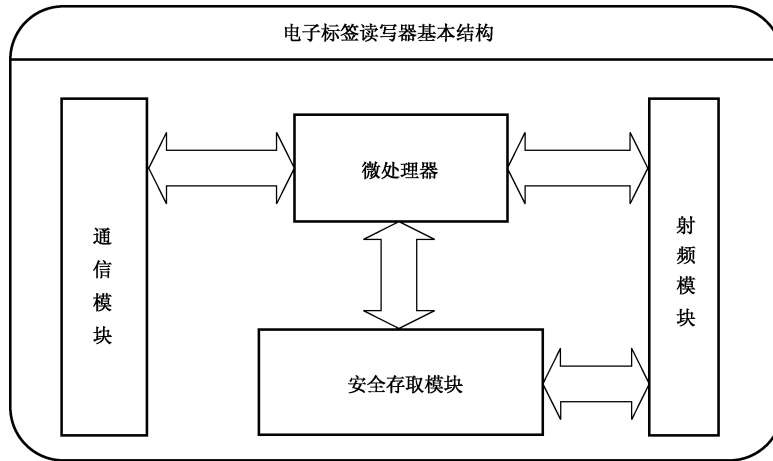 电子标签读写器基本结构
通信模块
微处理器
射频模块
安全存取模块